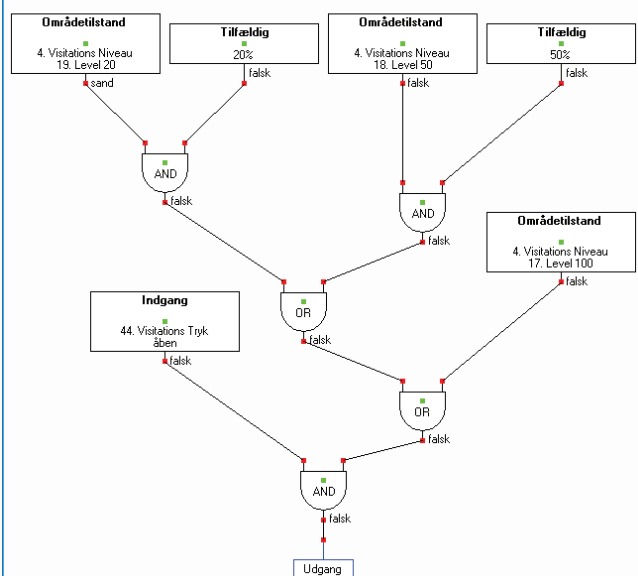 Områdetilstand
4. Visitations Niveau
19. Level 20
sand
Tilfældig
20%
falsk
Områdetilstand
4. Visitations Niveau
18. Level 50
falsk
Tilfældig
50%
falsk
AND
falsk
AND
falsk
Områdetilstand
4. Visitations Niveau
17. Level 100
falsk
Indgang
44. Visitations Tryk
åben
falsk
OR
falsk
OR
falsk
AND
falsk
Udgang